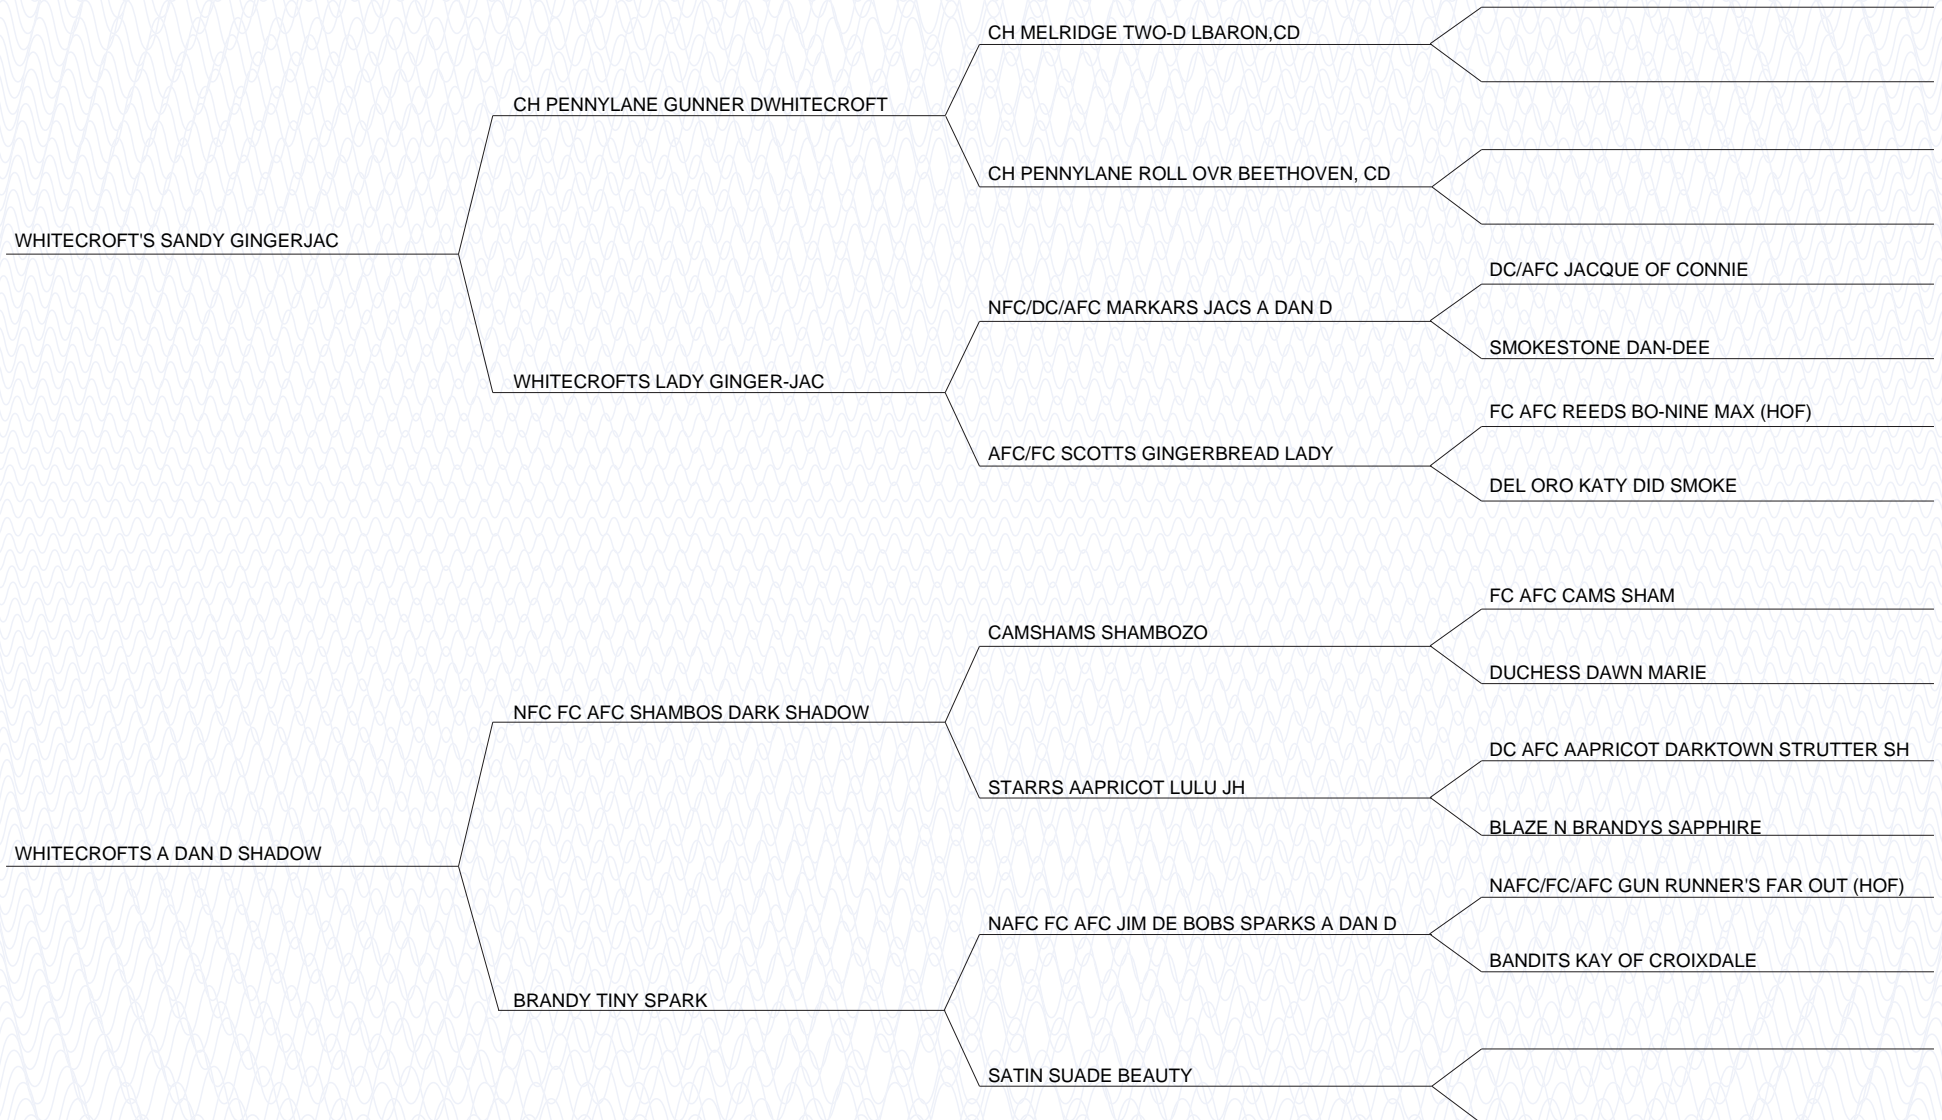 CH MELRIDGE TWO-D LBARON,CD
CH PENNYLANE GUNNER DWHITECROFT
CH PENNYLANE ROLL OVR BEETHOVEN, CD
WHITECROFT'S SANDY GINGERJAC
DC/AFC JACQUE OF CONNIE
NFC/DC/AFC MARKARS JACS A DAN D
SMOKESTONE DAN-DEE
WHITECROFTS LADY GINGER-JAC
FC AFC REEDS BO-NINE MAX (HOF)
AFC/FC SCOTTS GINGERBREAD LADY
DEL ORO KATY DID SMOKE
FC AFC CAMS SHAM
CAMSHAMS SHAMBOZO
DUCHESS DAWN MARIE
NFC FC AFC SHAMBOS DARK SHADOW
DC AFC AAPRICOT DARKTOWN STRUTTER SH
STARRS AAPRICOT LULU JH
BLAZE N BRANDYS SAPPHIRE
WHITECROFTS A DAN D SHADOW
NAFC/FC/AFC GUN RUNNER'S FAR OUT (HOF)
NAFC FC AFC JIM DE BOBS SPARKS A DAN D
BANDITS KAY OF CROIXDALE
BRANDY TINY SPARK
SATIN SUADE BEAUTY